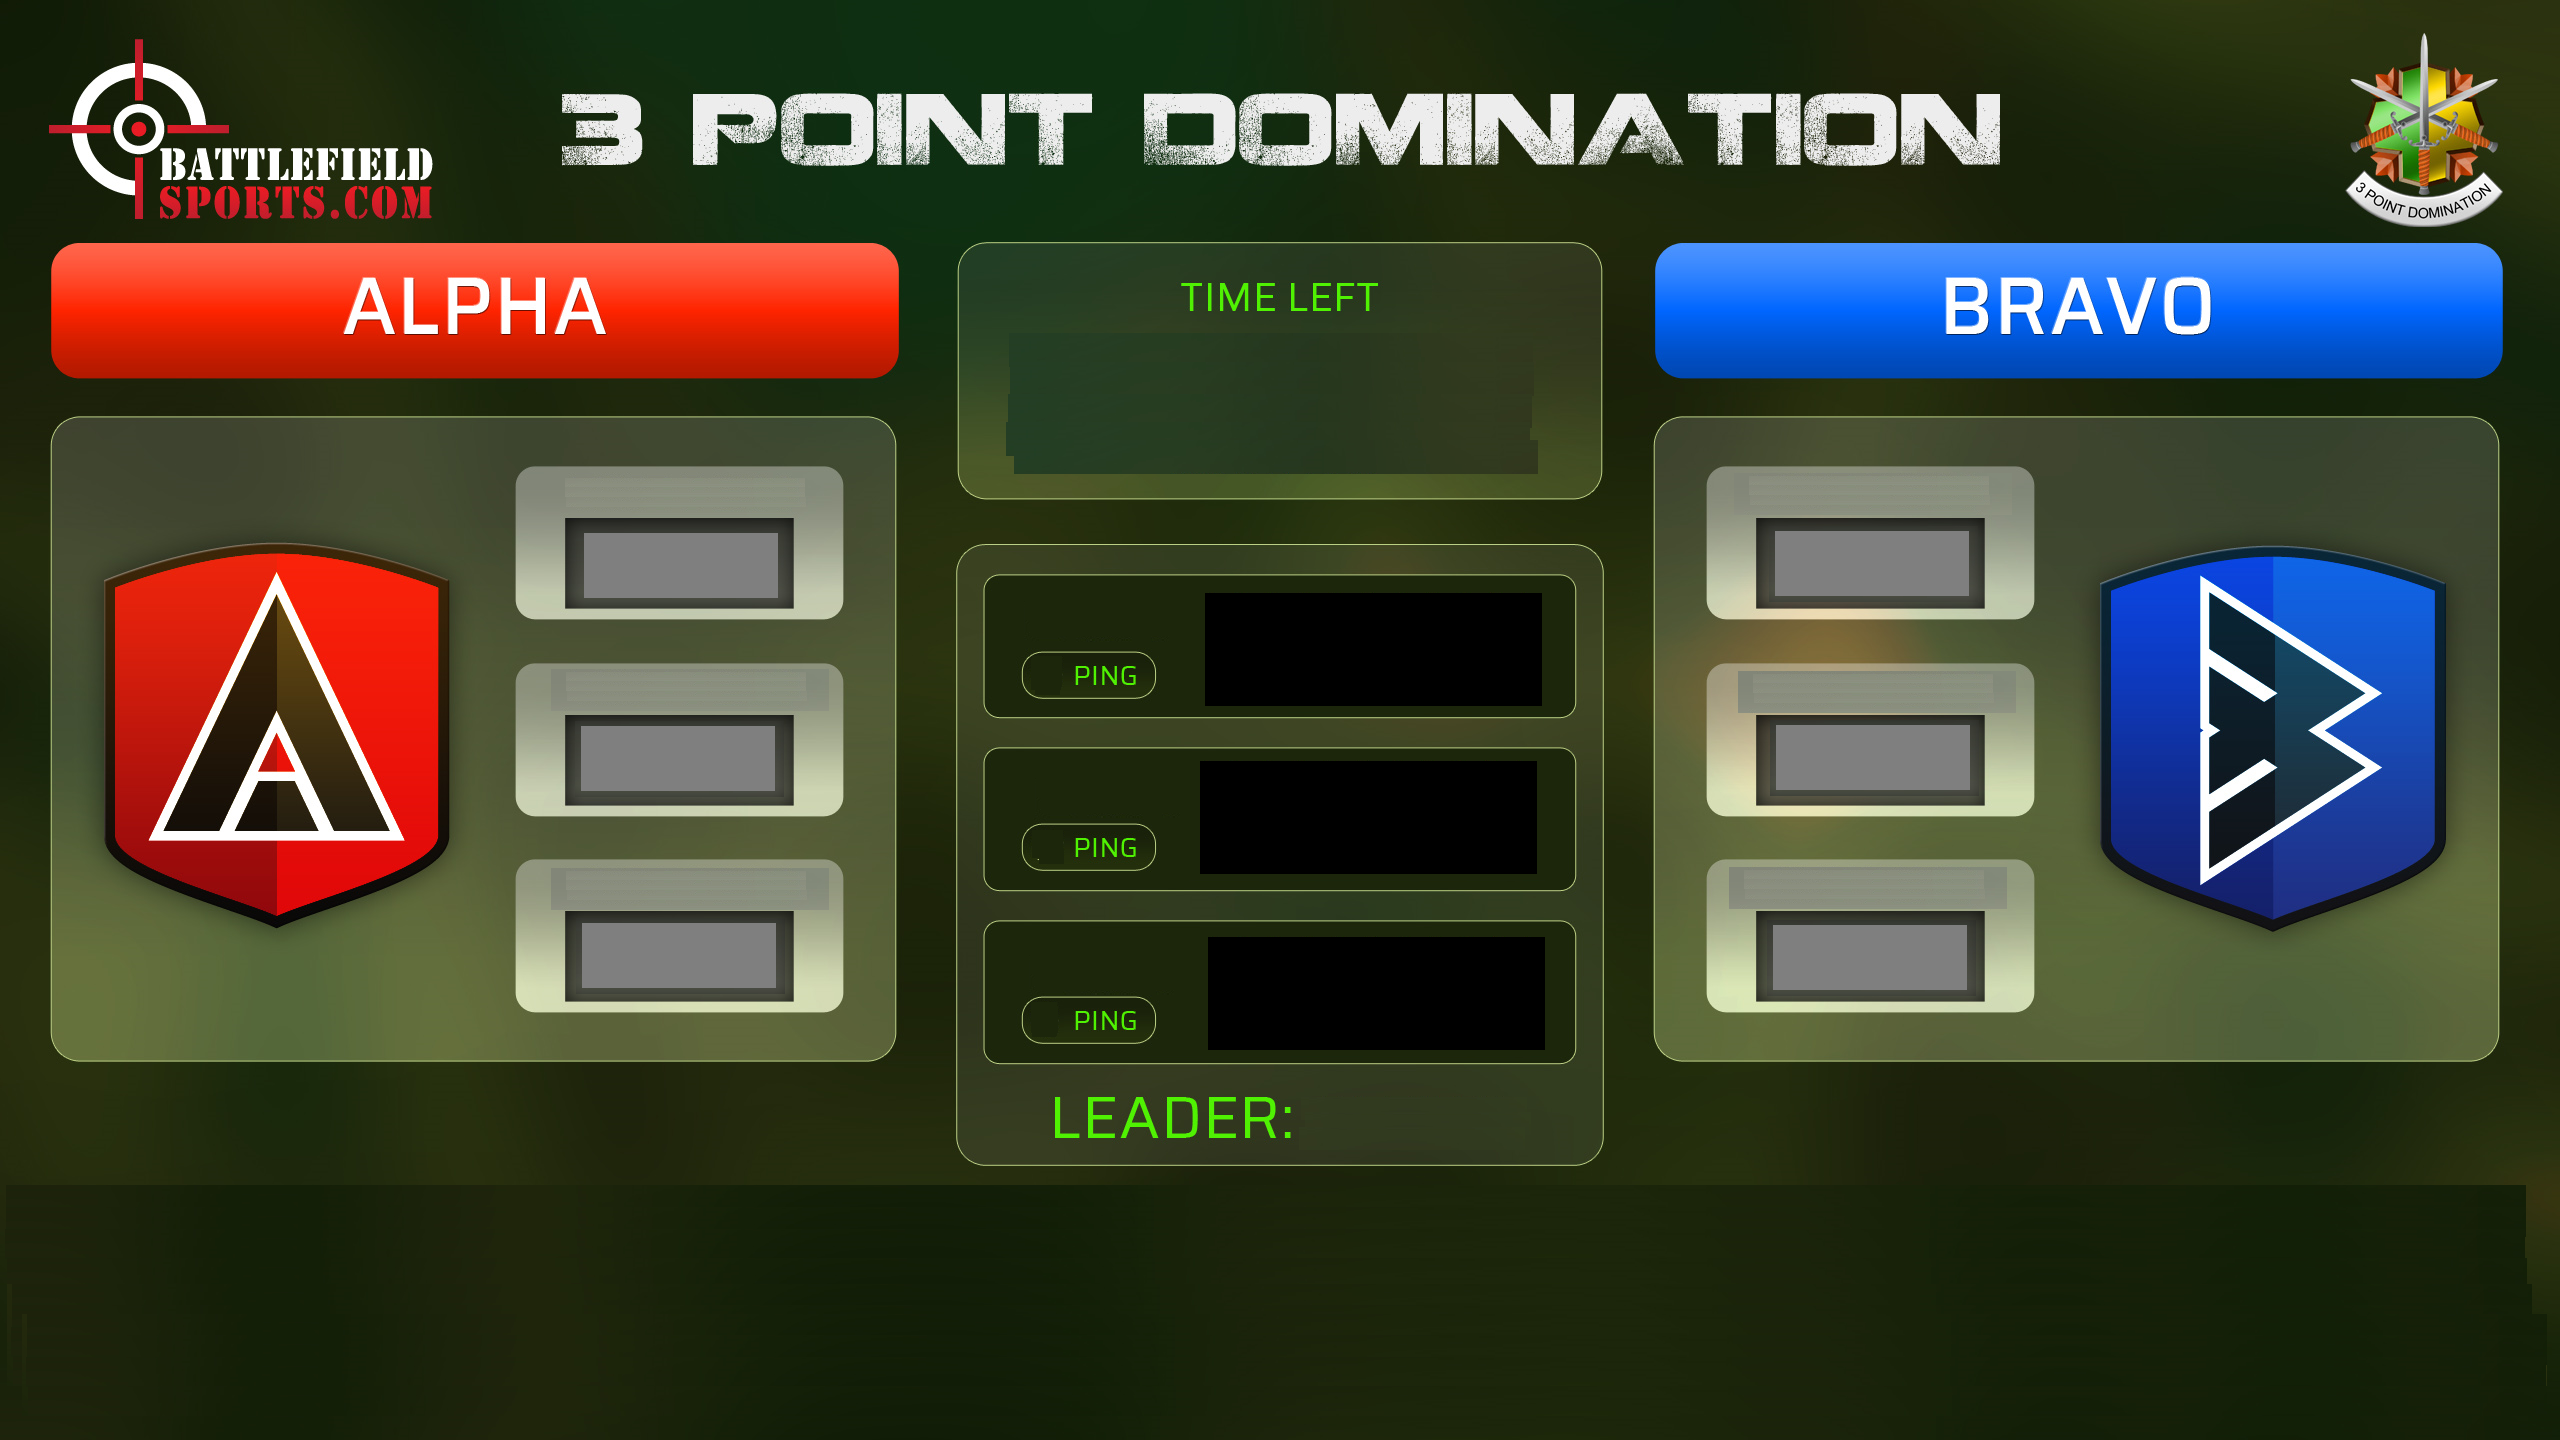 BATTLEFIELD
SPORTS.COM
3 POINT DOMINATION
3 POINT DOMINATION
ALPHA
TIME LEFT
BRAVO
PING
PING
PING
LEADER: